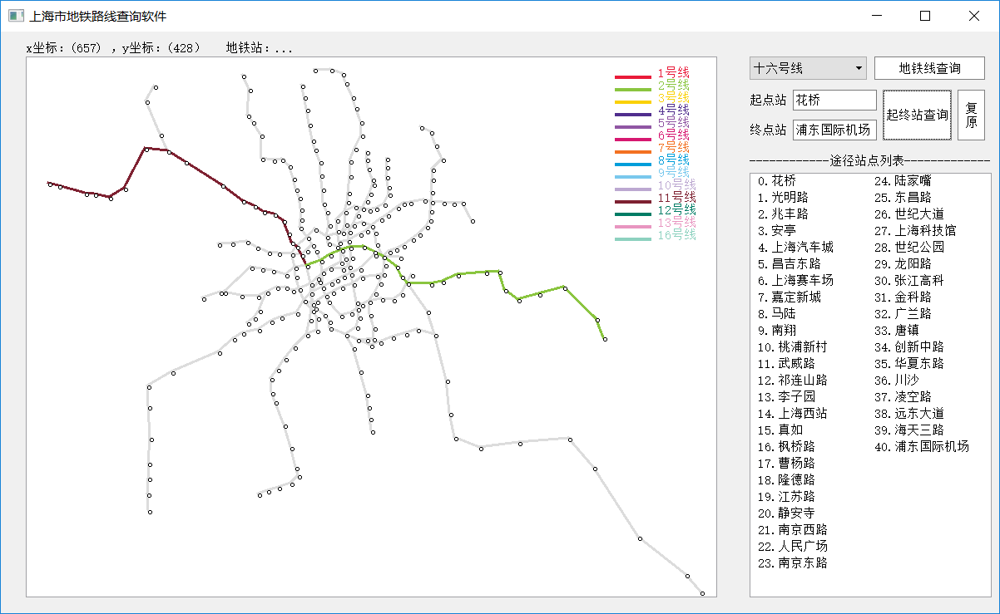 上海市地铁路线查询软件
x坐标：(657) ，y坐标：(428)   地铁站：...
1号线
2号线
3号线
4号线
5号线
6号线
7号线
8号线
9号线
10号线
11号线
12号线
13号线
16号线
十六号线 地铁线查询
起点站 花桥
终点站 浦东国际机场
起终站查询
复原
------------途径站点列表------------
0.花桥
1.光明路
2.兆丰路
3.安亭
4.上海汽车城
5.昌吉东路
6.上海赛车场
7.嘉定新城
8.马陆
9.南翔
10.桃浦新村
11.武威路
12.祁连山路
13.李子园
14.上海西站
15.真如
16.枫桥路
17.曹杨路
18.隆德路
19.江苏路
20.静安寺
21.南京西路
22.人民广场
23.南京东路
24.陆家嘴
25.东昌路
26.世纪大道
27.上海科技馆
28.世纪公园
29.龙阳路
30.张江高科
31.金科路
32.广兰路
33.唐镇
34.创新中路
35.华夏东路
36.川沙
37.凌空路
38.远东大道
39.海天三路
40.浦东国际机场